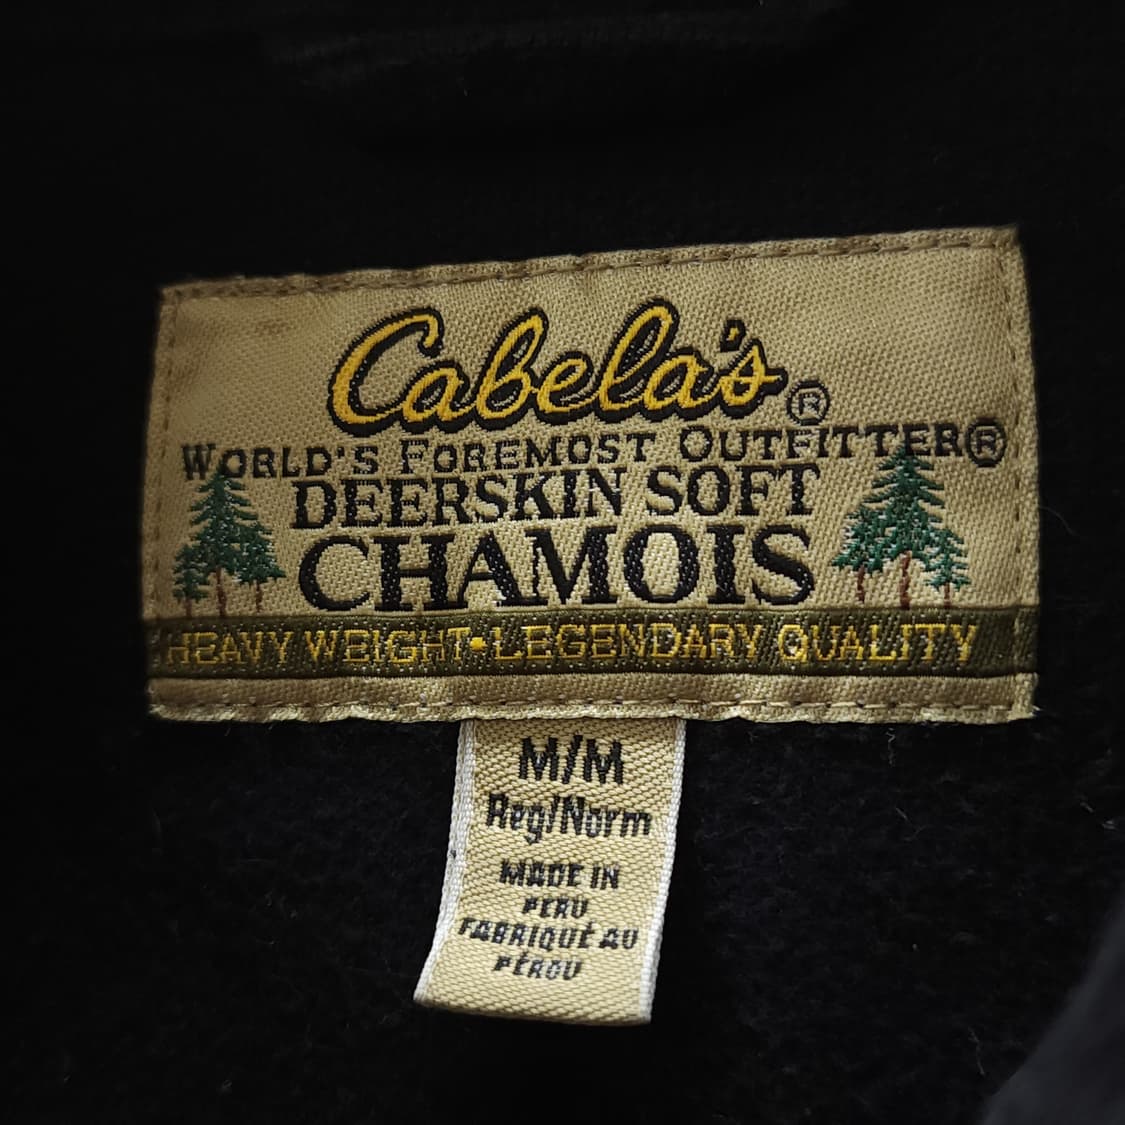 Cabela's®
WORLD'S FOREMOST OUTFITTER®
DEERSKIN SOFT
CHAMOIS
HEAVY WEIGHT•LEGENDARY QUALITY
M/M
Reg/Norm
MADE IN
PERU
FABRIQUÉ AU
PÉROU